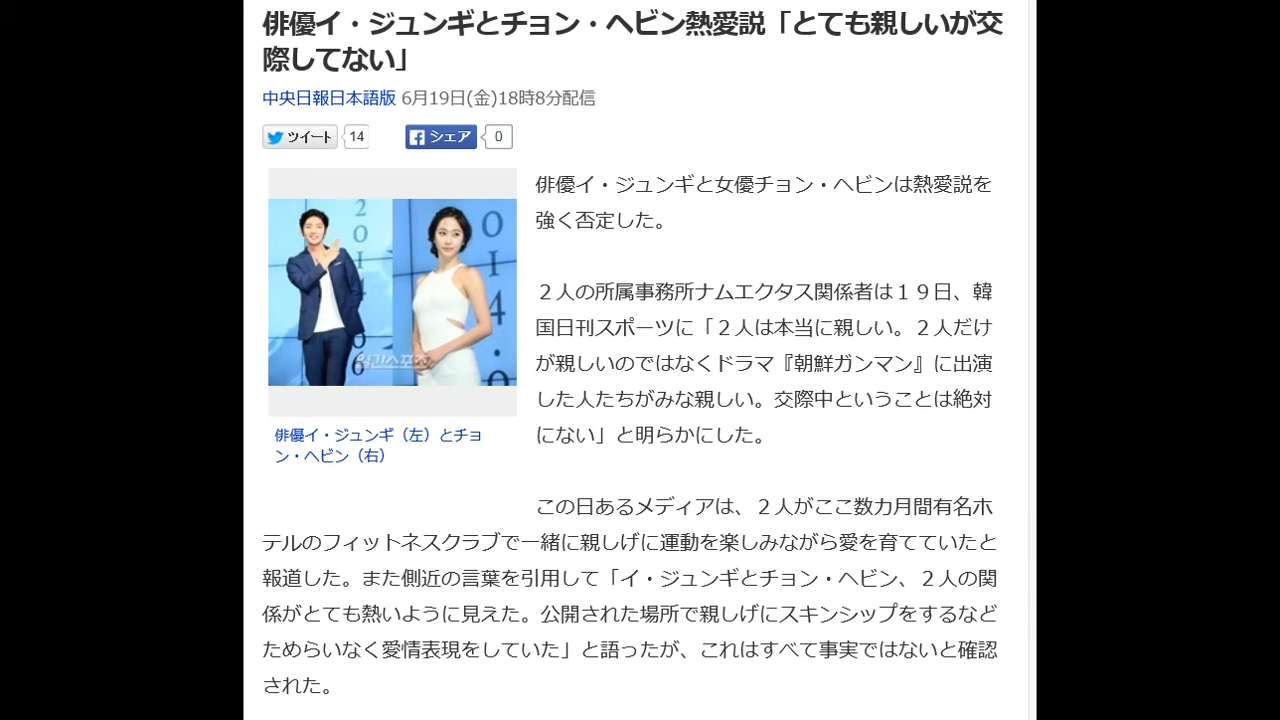 俳優イ・ジュンギとチョン・ヘビン熱愛説「とても親しいが交
際してない」
中央日報日本語版 6月19日(金)18時8分配信
ツイート 14 シェア 0
俳優イ・ジュンギと女優チョン・ヘビンは熱愛説を
強く否定した。
２人の所属事務所ナムエクタス関係者は１９日、韓
国日刊スポーツに「２人は本当に親しい。２人だけ
が親しいのではなくドラマ『朝鮮ガンマン』に出演
した人たちがみな親しい。交際中ということは絶対
にない」と明らかにした。
2014.
06
014.0
일간스포츠
俳優イ・ジュンギ（左）とチョ
ン・ヘビン（右）
この日あるメディアは、２人がここ数カ月間有名ホ
テルのフィットネスクラブで一緒に親しげに運動を楽しみながら愛を育てていたと
報道した。また側近の言葉を引用して「イ・ジュンギとチョン・ヘビン、２人の関
係がとても熱いように見えた。公開された場所で親しげにスキンシップをするなど
ためらいなく愛情表現をしていた」と語ったが、これはすべて事実ではないと確認
された。